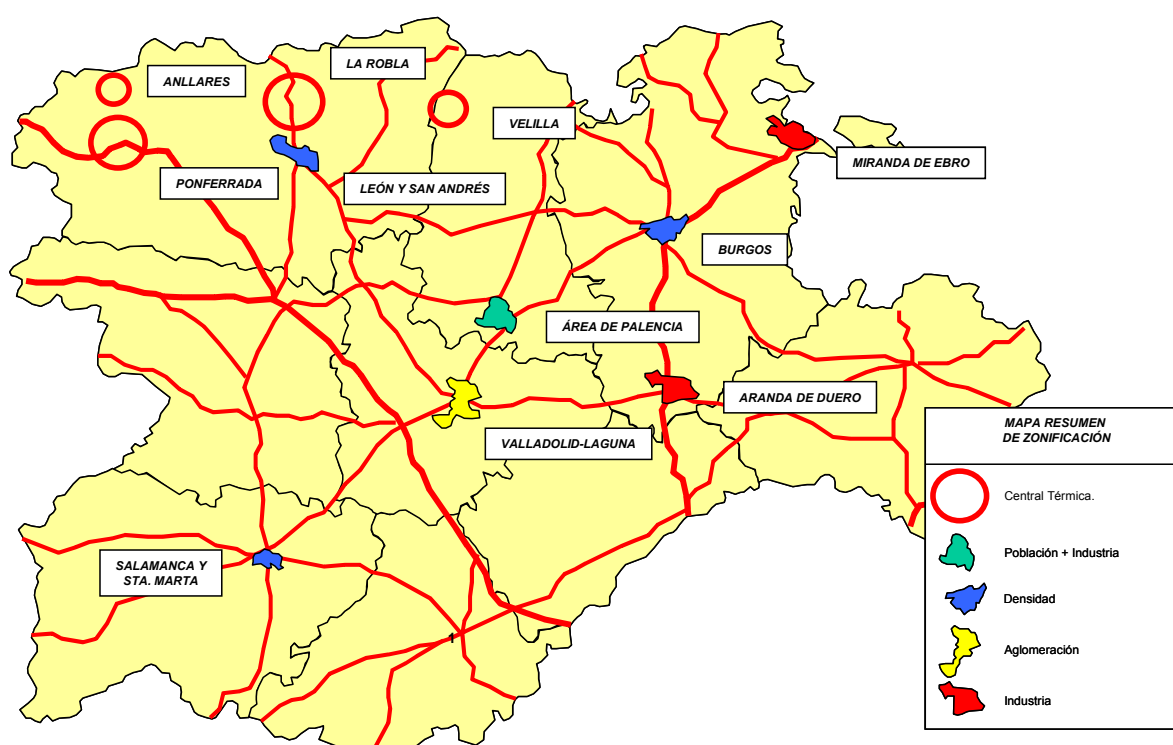 LA ROBLA
ANLLARES
VELILLA
MIRANDA DE EBRO
PONFERRADA
LEÓN Y SAN ANDRÉS
BURGOS
ÁREA DE PALENCIA
ARANDA DE DUERO
VALLADOLID-LAGUNA
SALAMANCA Y
STA. MARTA
1
MAPA RESUMEN
DE ZONIFICACIÓN
Central Térmica.
Población + Industria
Densidad
Aglomeración
Industria